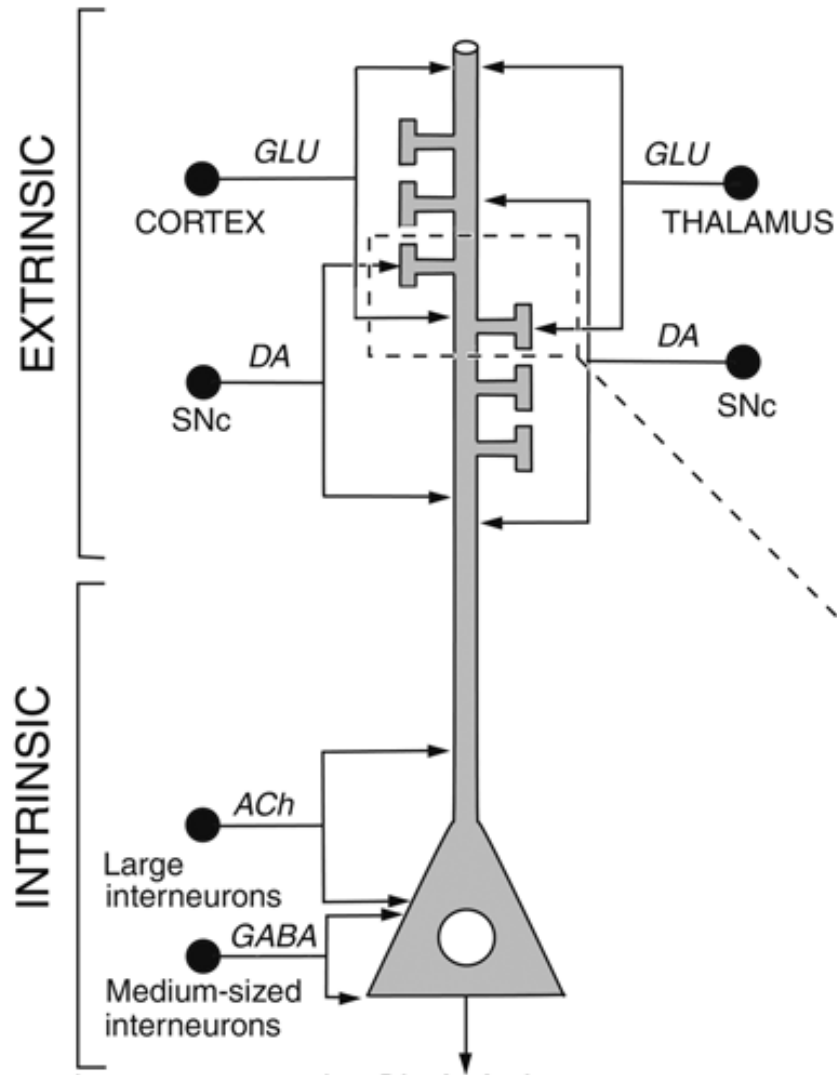 EXTRINSIC
GLU
CORTEX
GLU
THALAMUS
DA
SNc
DA
SNc
INTRINSIC
ACh
Large
interneurons
GABA
Medium-sized
interneurons